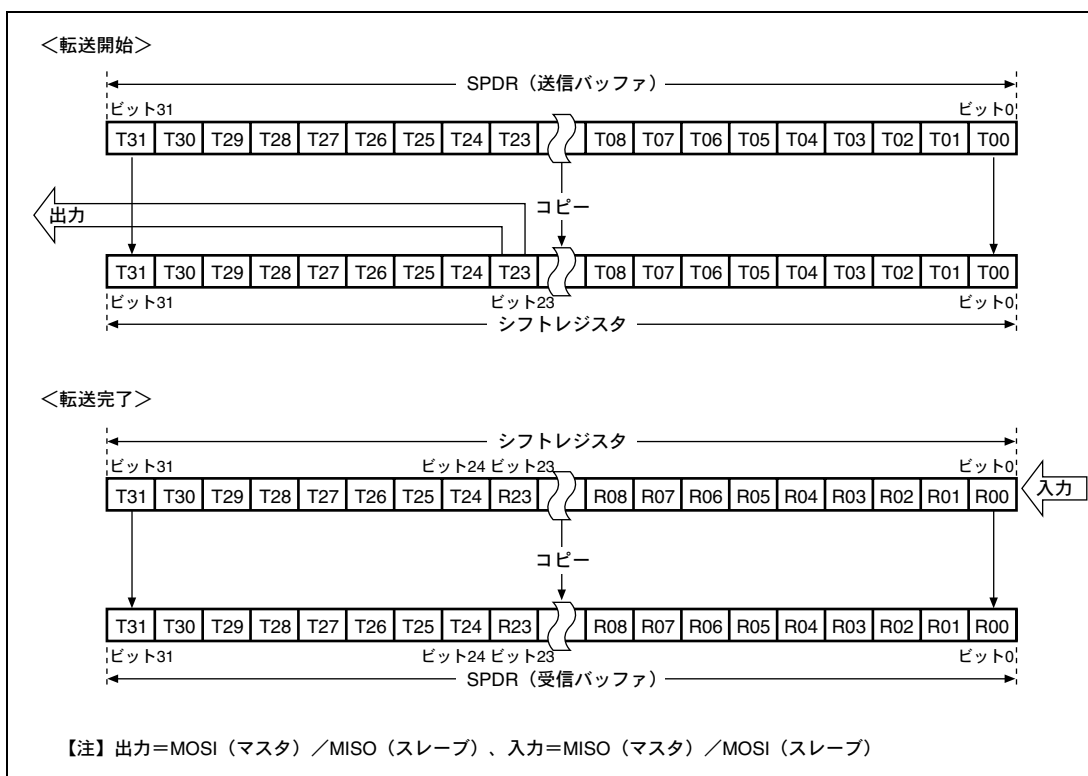 ＜転送開始＞
SPDR（送信バッファ）
ビット31 ビット0
T31 T30 T29 T28 T27 T26 T25 T24 T23 T08 T07 T06 T05 T04 T03 T02 T01 T00
コピー
出力
T31 T30 T29 T28 T27 T26 T25 T24 T23 T08 T07 T06 T05 T04 T03 T02 T01 T00
ビット31 ビット23 ビット0
シフトレジスタ
＜転送完了＞
シフトレジスタ
ビット31 ビット24 ビット23 ビット0
T31 T30 T29 T28 T27 T26 T25 T24 R23 R08 R07 R06 R05 R04 R03 R02 R01 R00
入力
コピー
T31 T30 T29 T28 T27 T26 T25 T24 R23 R08 R07 R06 R05 R04 R03 R02 R01 R00
ビット31 ビット24 ビット23 ビット0
SPDR（受信バッファ）
【注】出力＝MOSI（マスタ）／MISO（スレーブ）、入力＝MISO（マスタ）／MOSI（スレーブ）